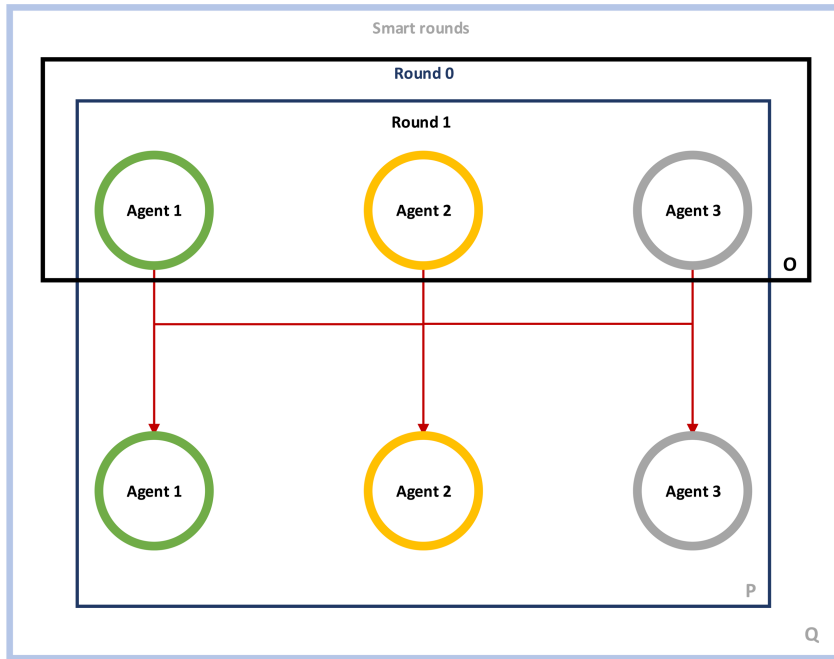 Smart rounds
Round 0
Round 1
Agent 1
Agent 2
Agent 3
O
Agent 1
Agent 2
Agent 3
P
Q